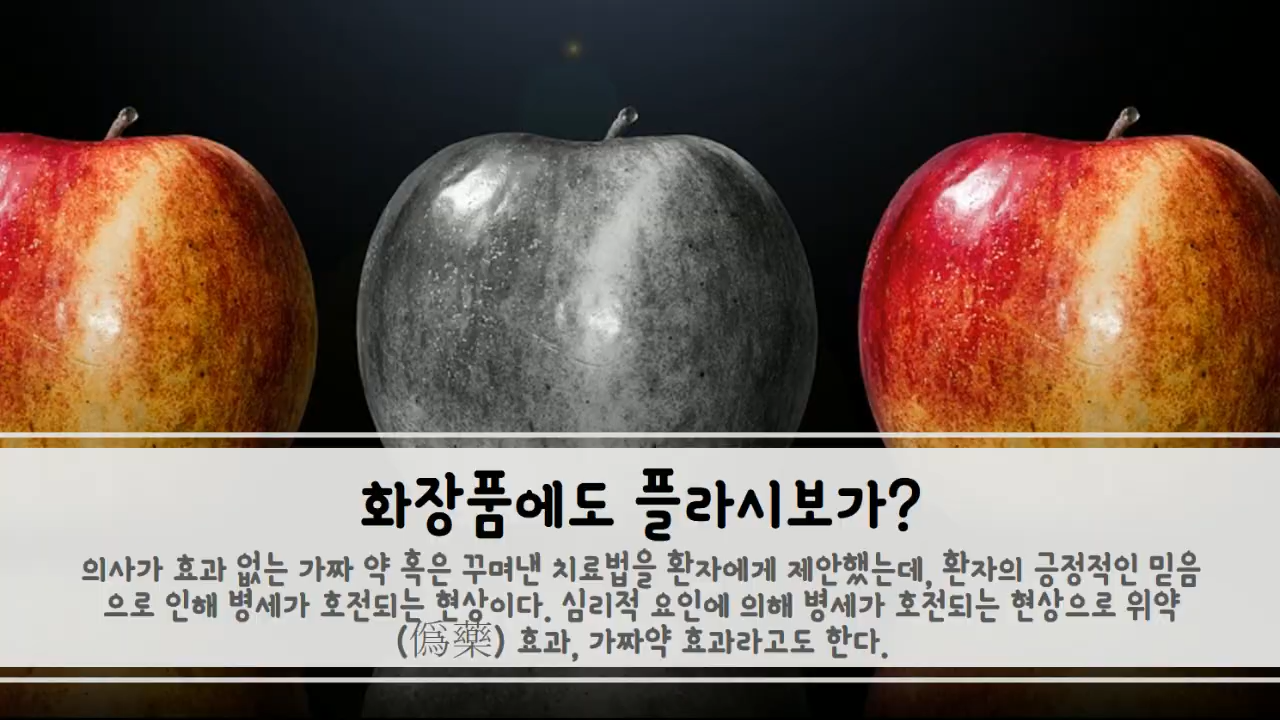 화장품에도 플라시보가?
의사가 효과 없는 가짜 약 혹은 꾸며낸 치료법을 환자에게 제안했는데, 환자의 긍정적인 믿음
으로 인해 병세가 호전되는 현상이다. 심리적 요인에 의해 병세가 호전되는 현상으로 위약
(僞藥) 효과, 가짜약 효과라고도 한다.